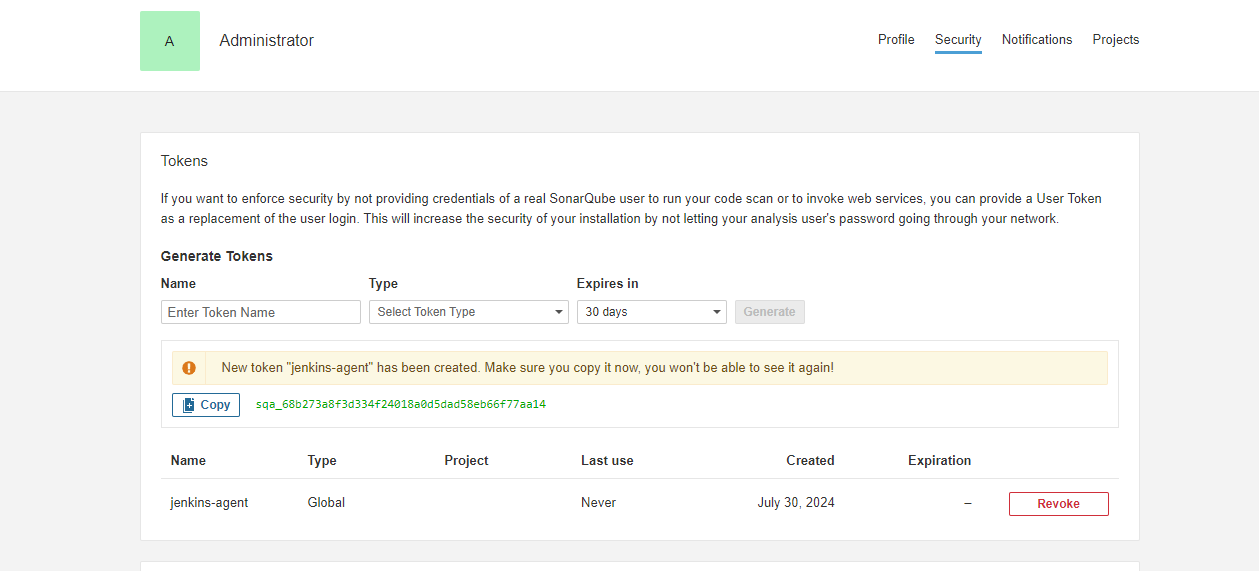 A
Administrator
Profile Security Notifications Projects
Tokens
If you want to enforce security by not providing credentials of a real SonarQube user to run your code scan or to invoke web services, you can provide a User Token
as a replacement of the user login. This will increase the security of your installation by not letting your analysis user's password going through your network.
Generate Tokens
Name Type Expires in
Enter Token Name Select Token Type 30 days Generate
New token "jenkins-agent" has been created. Make sure you copy it now, you won't be able to see it again!
Copy sqa_68b273a8f3d334f24018a0d5dad58eb66f77aa14
Name Type Project Last use Created Expiration
jenkins-agent Global Never July 30, 2024 – Revoke